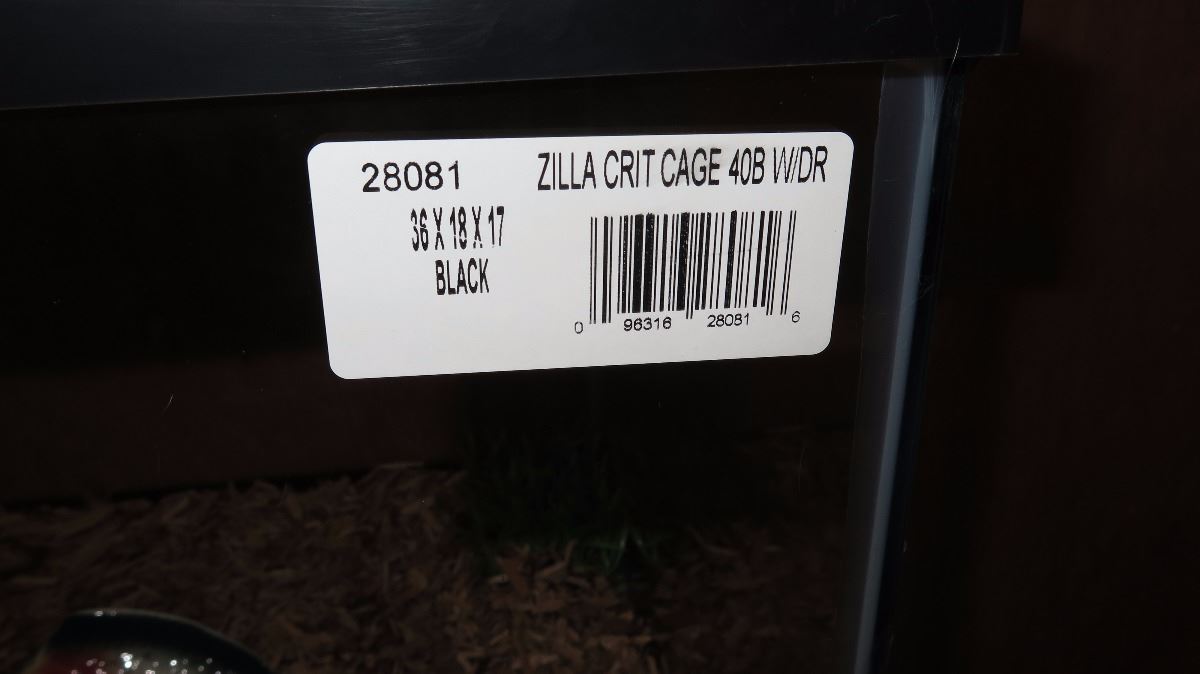 28081 ZILLA CRIT CAGE 40B W/DR
36 X 18 X 17
BLACK
0 96316 28081 6